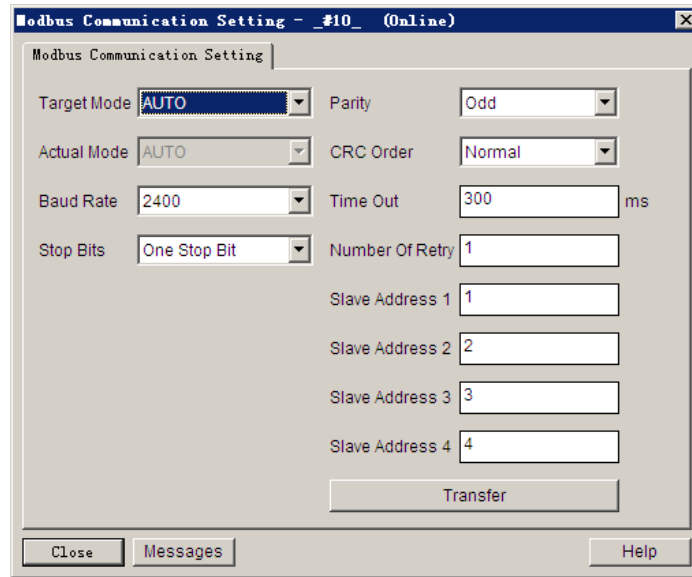 Modbus Communication Setting - _#10_ (Online)
Modbus Communication Setting
Target Mode AUTO Parity Odd
Actual Mode AUTO CRC Order Normal
Baud Rate 2400 Time Out 300 ms
Stop Bits One Stop Bit Number Of Retry 1
Slave Address 1 1
Slave Address 2 2
Slave Address 3 3
Slave Address 4 4
Transfer
Close Messages Help